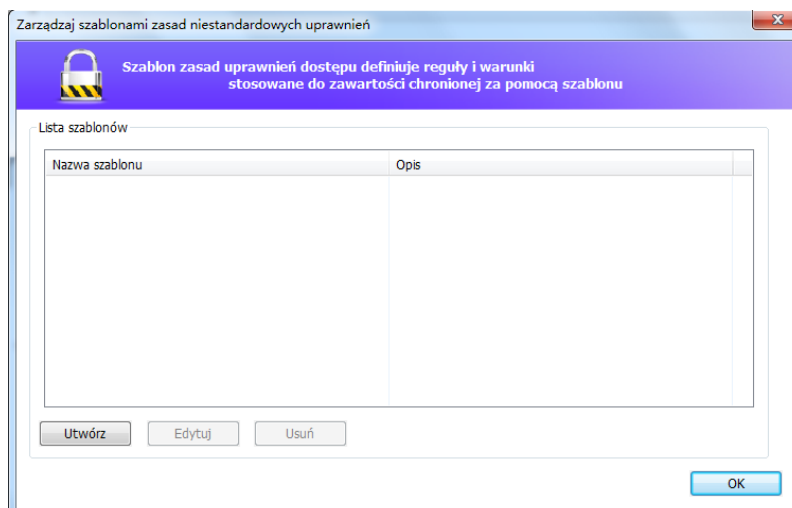 Zarządzaj szablonami zasad niestandardowych uprawnień
Szablon zasad uprawnień dostępu definiuje reguły i warunki
stosowane do zawartości chronionej za pomocą szablonu
Lista szablonów
Nazwa szablonu Opis
Utwórz Edytuj Usuń
OK